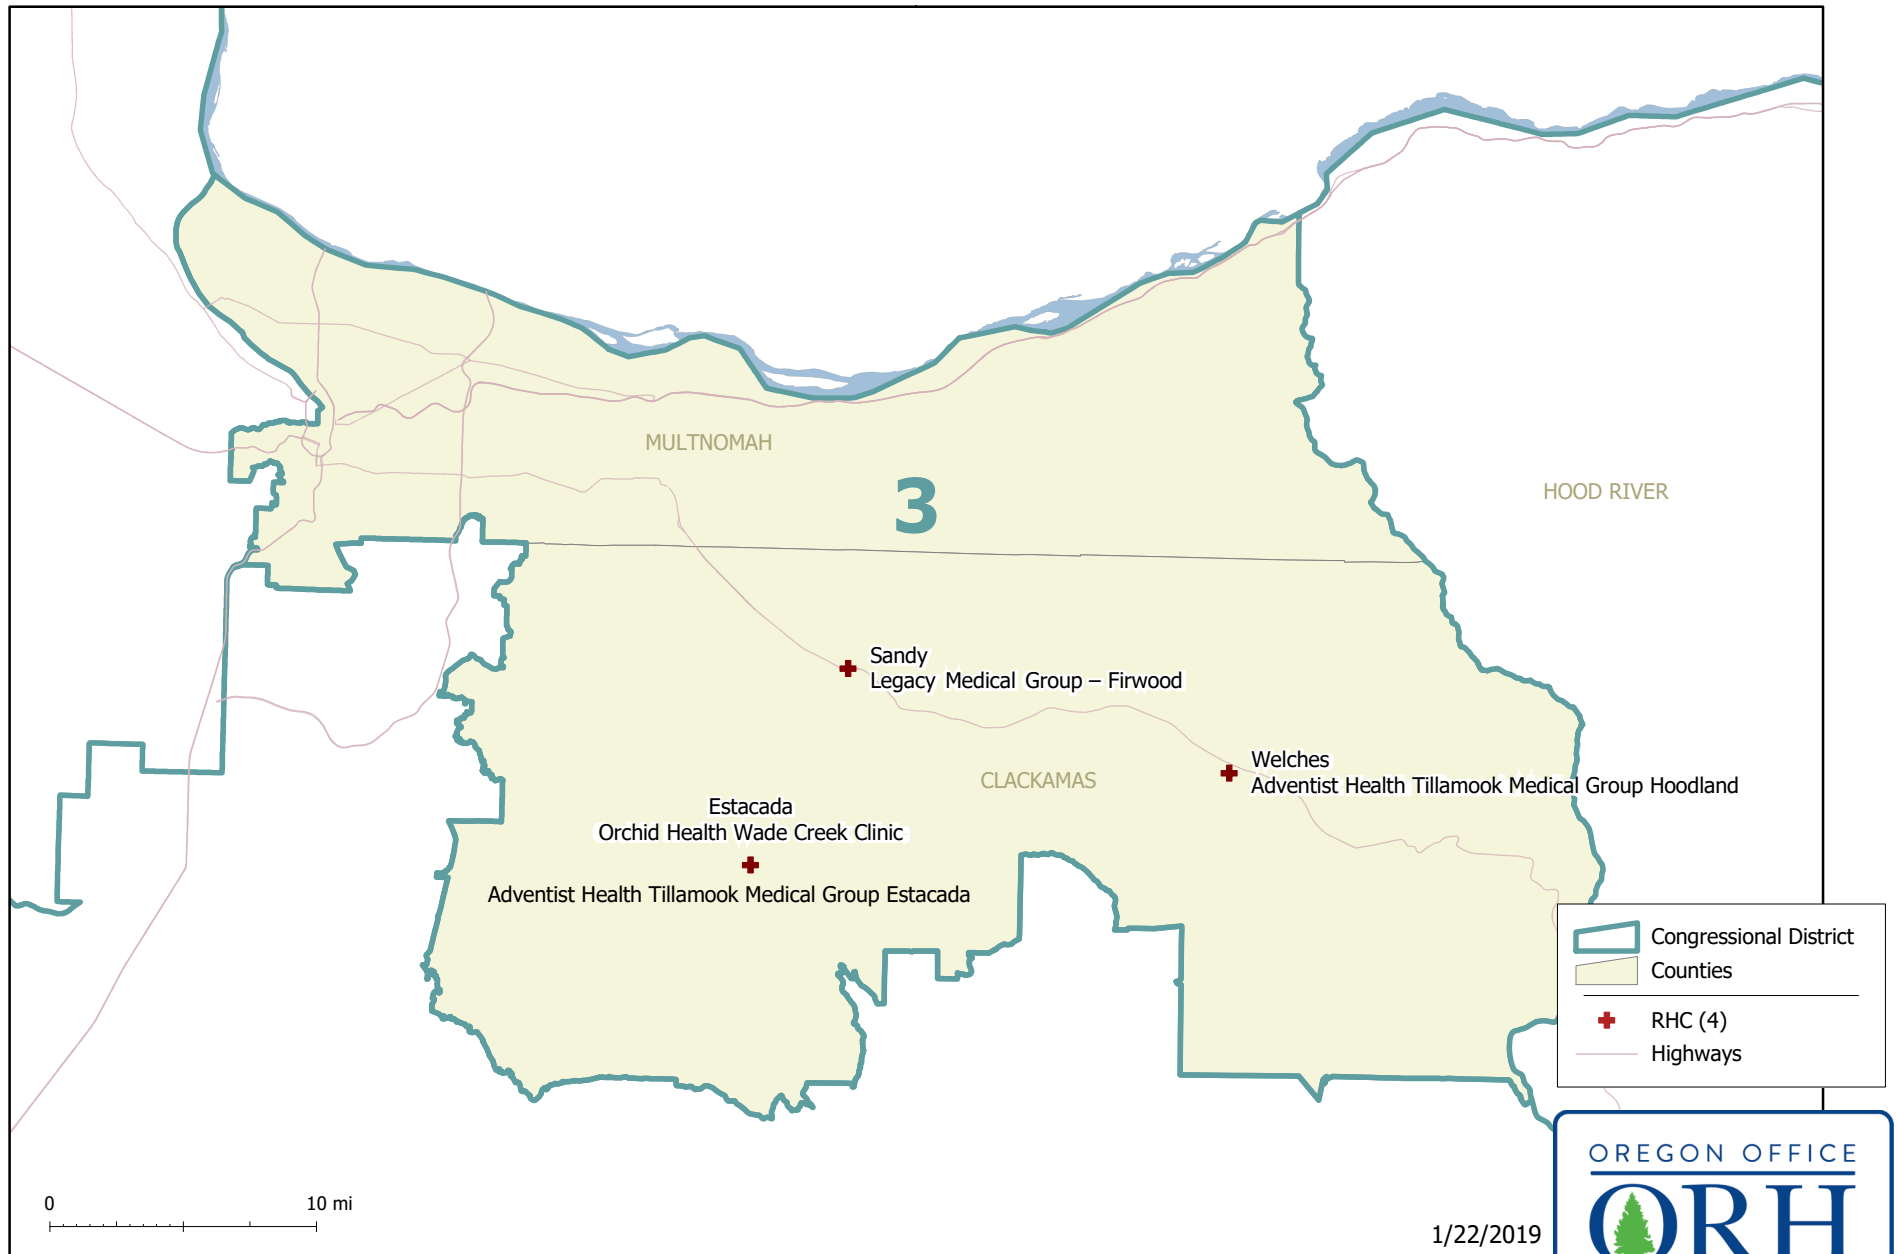 MULTNOMAH
3
HOOD RIVER
Sandy
Legacy Medical Group – Firwood
Welches
Adventist Health Tillamook Medical Group Hoodland
CLACKAMAS
Estacada
Orchid Health Wade Creek Clinic
Adventist Health Tillamook Medical Group Estacada
Congressional District
Counties
RHC (4)
Highways
0 10 mi
1/22/2019
OREGON OFFICE
ORH